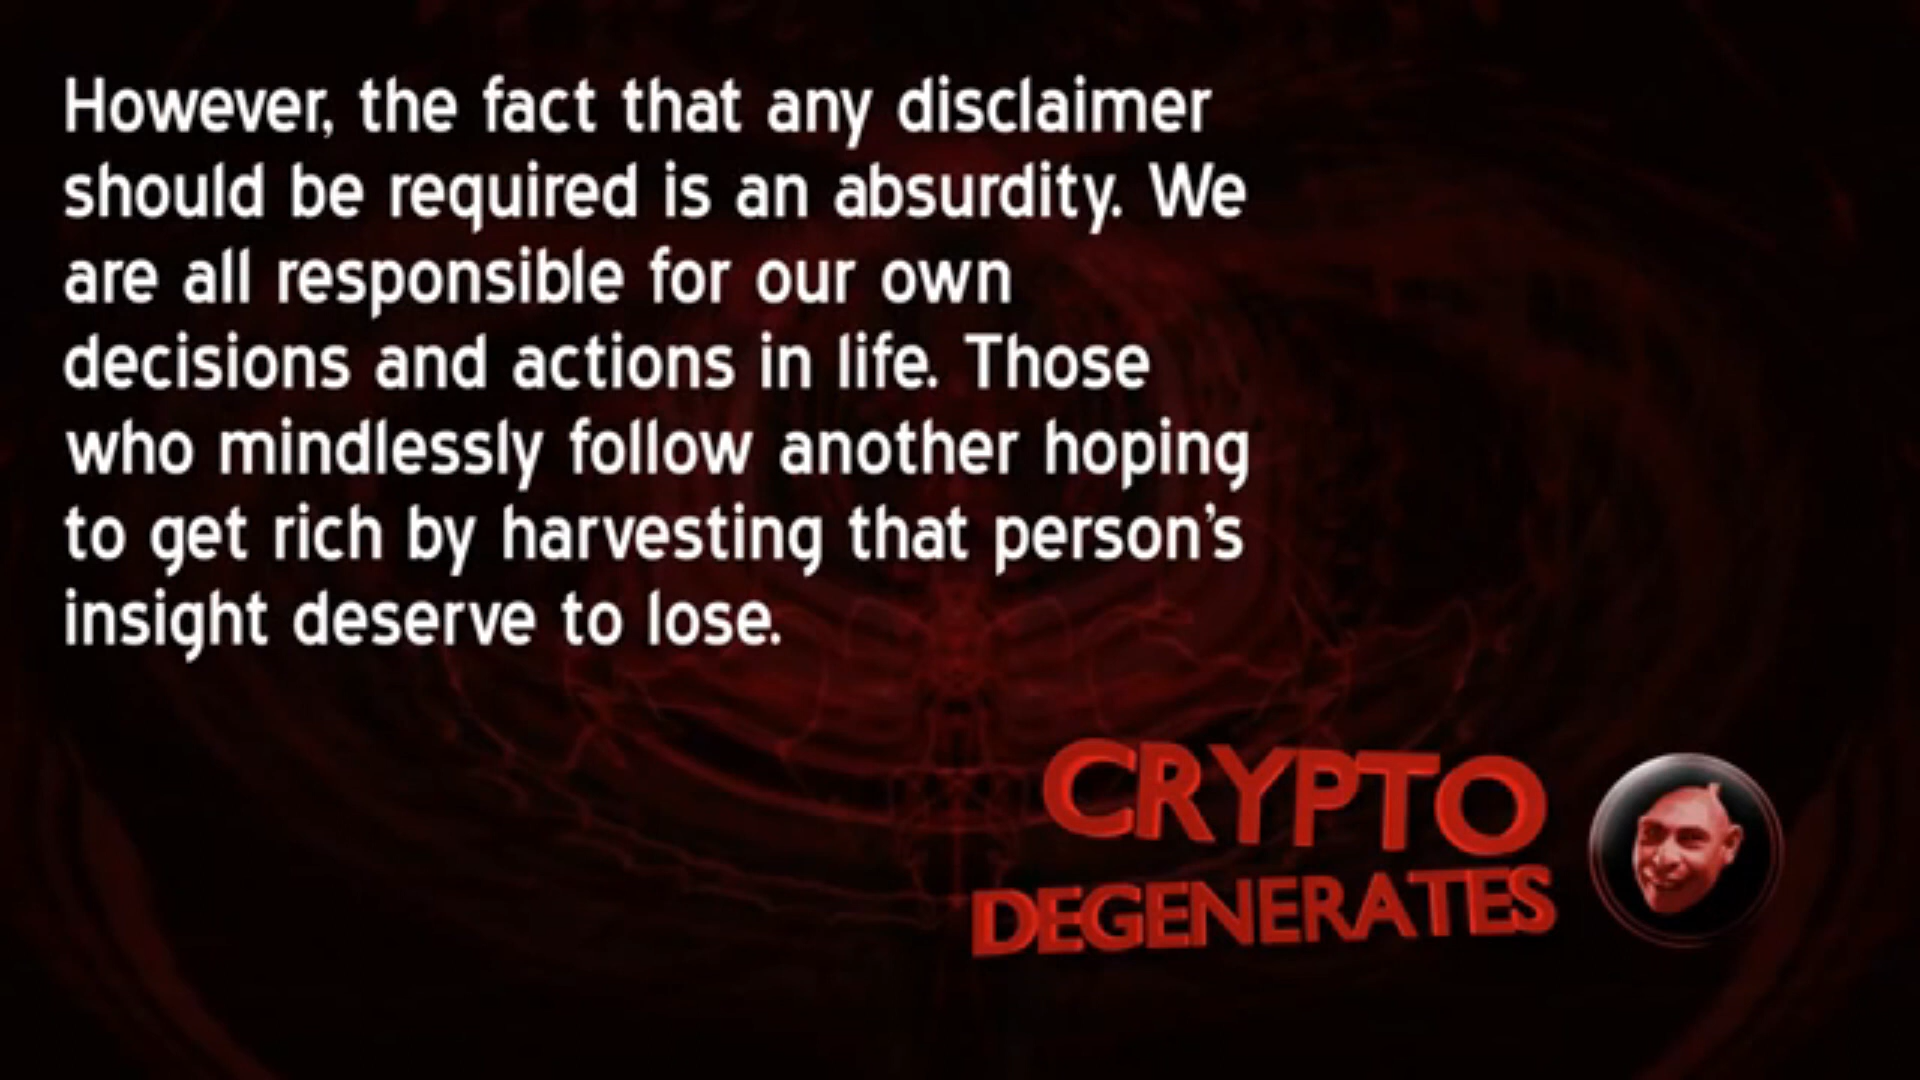 However, the fact that any disclaimer
should be required is an absurdity. We
are all responsible for our own
decisions and actions in life. Those
who mindlessly follow another hoping
to get rich by harvesting that person's
insight deserve to lose.
CRYPTO
DEGENERATES